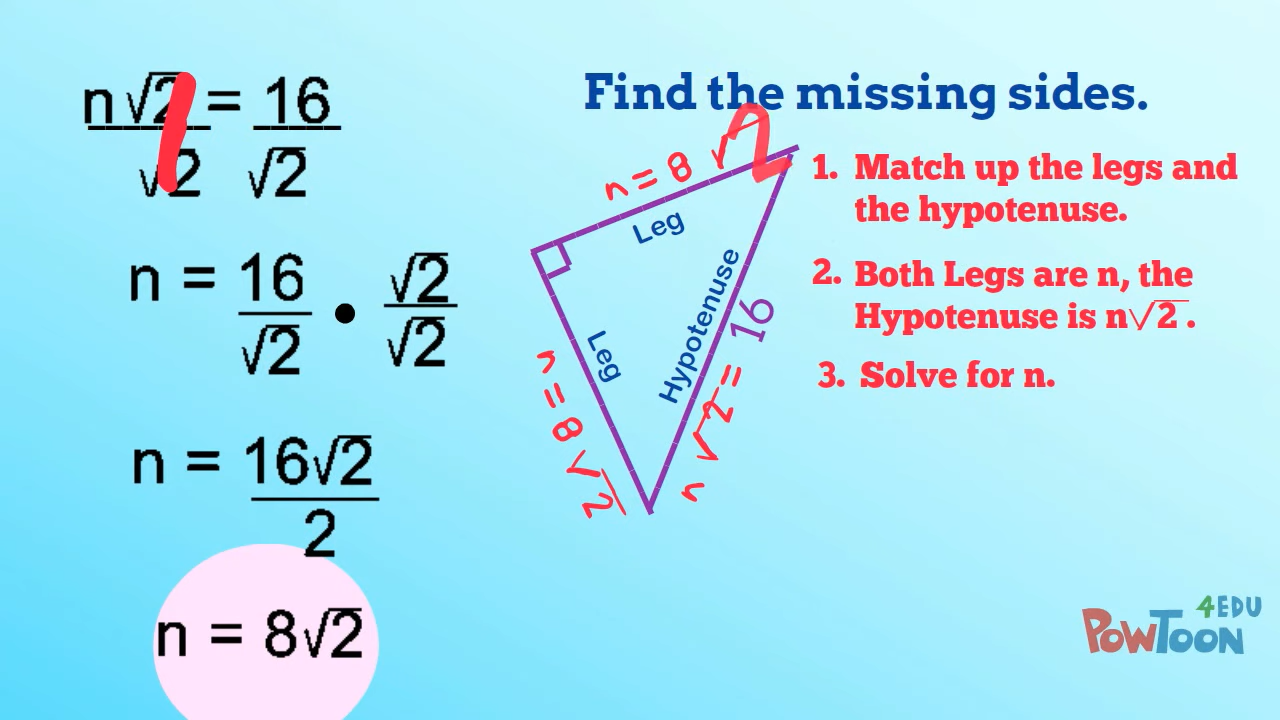 n√2 = 16
√2 √2
n = 16 • √2
√2 √2
n = 16√2
2
n = 8√2
Find the missing sides.
n = 8√2
Leg
Leg
Hypotenuse
n = 8√2
n√2 = 16
1. Match up the legs and
the hypotenuse.
2. Both Legs are n, the
Hypotenuse is n√2.
3. Solve for n.
4EDU
POWTOON